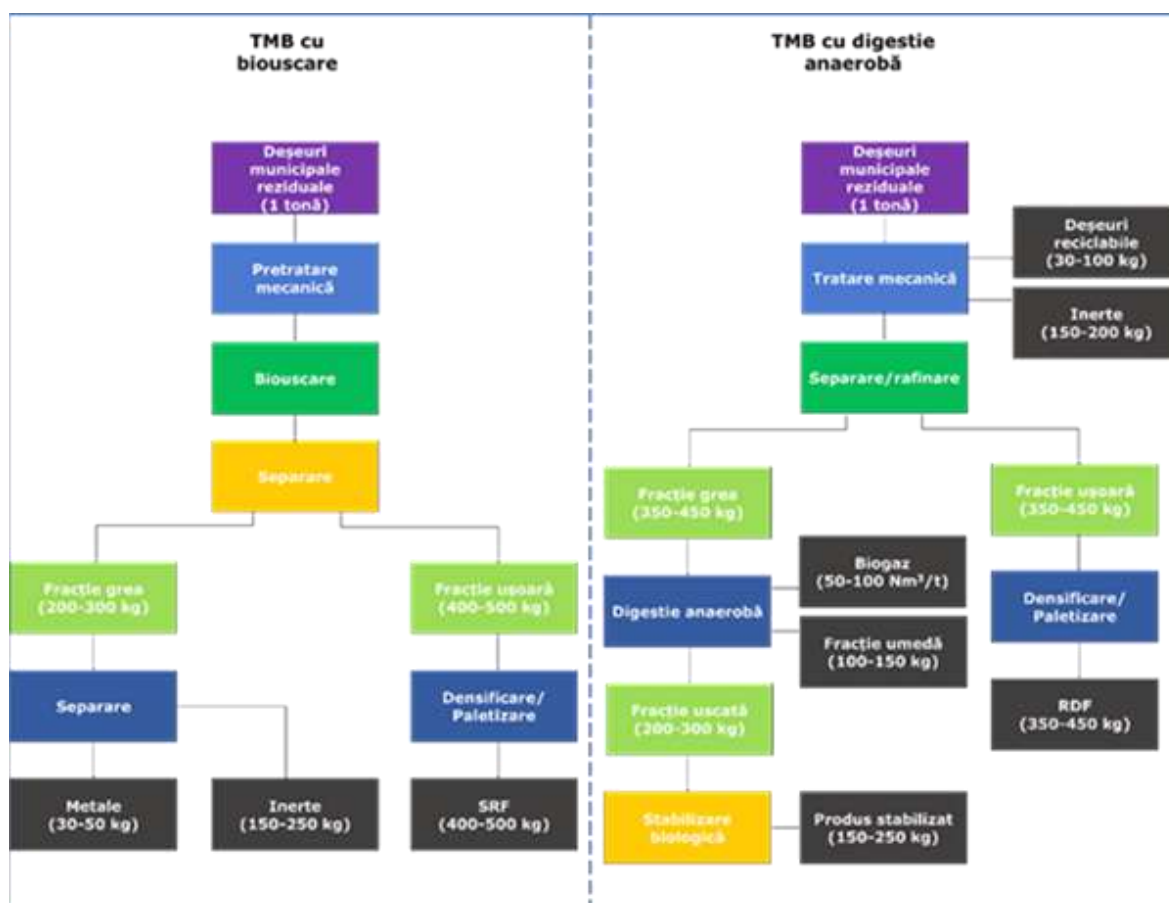 TMB cu
biouscare
Deșeuri
municipale
reziduale
(1 tonă)
Pretratare
mecanică
Biouscare
Separare
Fracție grea
(200-300 kg)
Fracție ușoară
(400-500 kg)
Separare
Densificare/
Paletizare
Metale
(30-50 kg)
Inerte
(150-250 kg)
SRF
(400-500 kg)
TMB cu digestie
anaerobă
Deșeuri
municipale
reziduale
(1 tonă)
Deșeuri
reciclabile
(30-100 kg)
Tratare mecanică
Inerte
(150-200 kg)
Separare/rafinare
Fracție grea
(350-450 kg)
Fracție ușoară
(350-450 kg)
Biogaz
(50-100 Nm³/t)
Digestie anaerobă
Densificare/
Paletizare
Fracție umedă
(100-150 kg)
Fracție uscată
(200-300 kg)
RDF
(350-450 kg)
Stabilizare
biologică
Produs stabilizat
(150-250 kg)